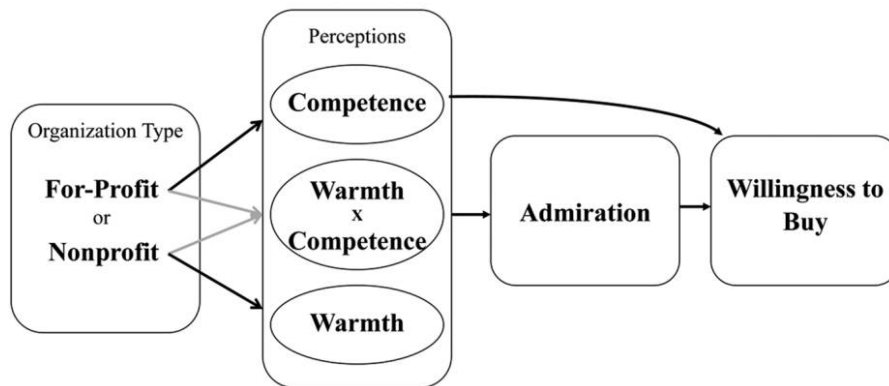 Organization Type
For-Profit
or
Nonprofit
Perceptions
Competence
Warmth
x
Competence
Warmth
Admiration
Willingness to
Buy